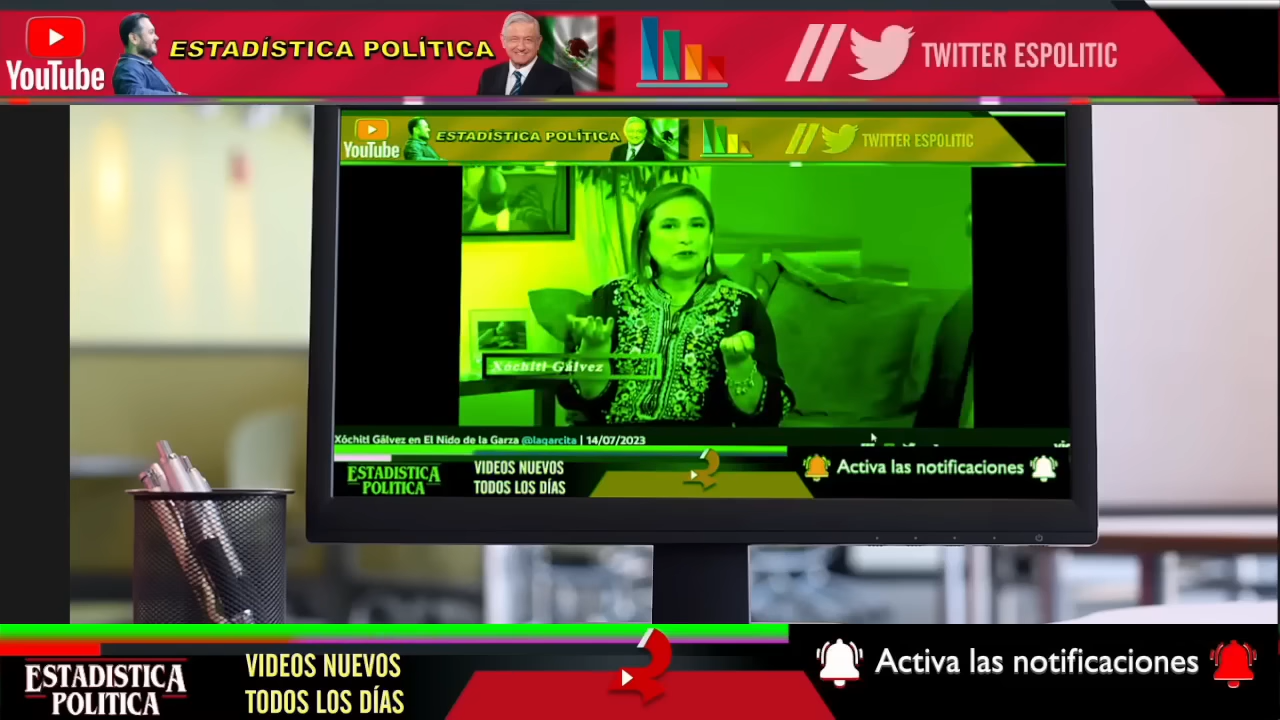 YouTube
ESTADÍSTICA POLÍTICA
TWITTER ESPOLITIC
YouTube
ESTADÍSTICA POLÍTICA
TWITTER ESPOLITIC
Xóchitl Gálvez
Xóchitl Gálvez en El Nido de la Garza @lagarcita | 14/07/2023
ESTADISTICA
POLITICA
VIDEOS NUEVOS
TODOS LOS DÍAS
Activa las notificaciones
ESTADISTICA
POLITICA
VIDEOS NUEVOS
TODOS LOS DÍAS
Activa las notificaciones